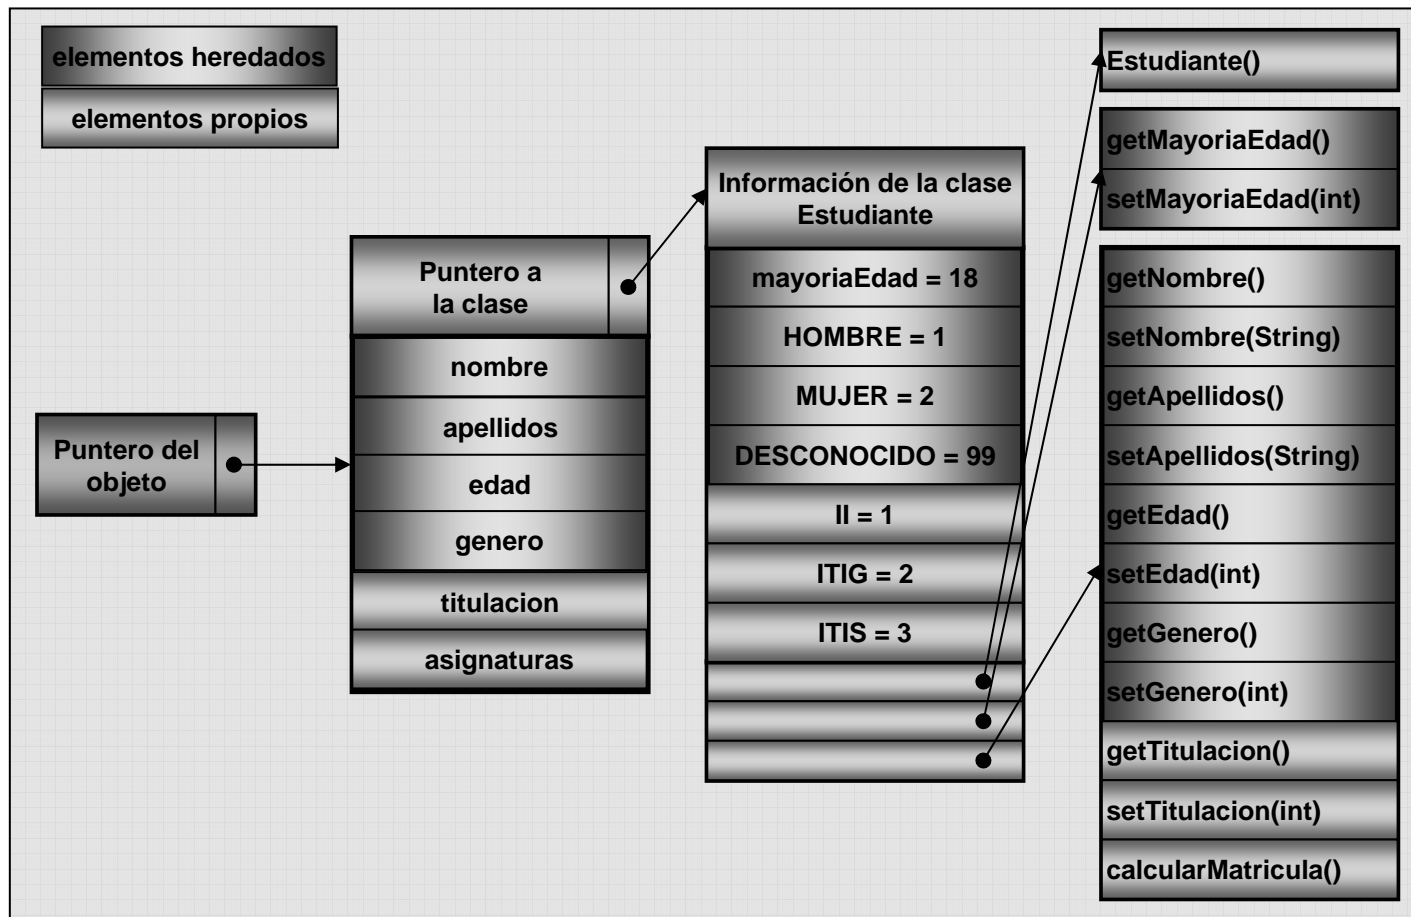 elementos heredados
elementos propios
Puntero del
objeto
Puntero a
la clase
nombre
apellidos
edad
genero
titulacion
asignaturas
Información de la clase
Estudiante
mayoriaEdad = 18
HOMBRE = 1
MUJER = 2
DESCONOCIDO = 99
II = 1
ITIG = 2
ITIS = 3
Estudiante()
getMayoriaEdad()
setMayoriaEdad(int)
getNombre()
setNombre(String)
getApellidos()
setApellidos(String)
getEdad()
setEdad(int)
getGenero()
setGenero(int)
getTitulacion()
setTitulacion(int)
calcularMatricula()